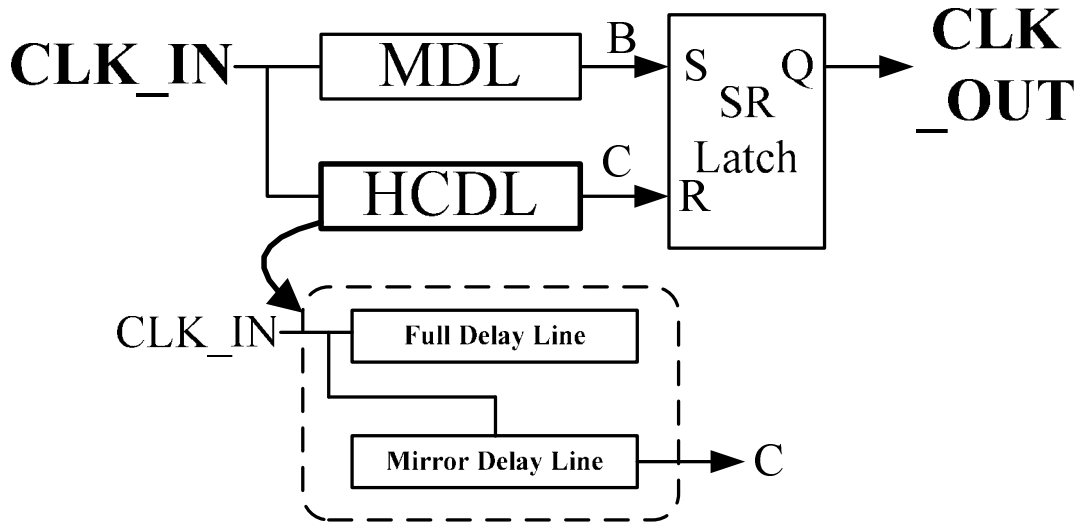 CLK_IN
MDL
B
S
Q
SR
Latch
CLK
_OUT
HCDL
C
R
CLK_IN
Full Delay Line
Mirror Delay Line
C